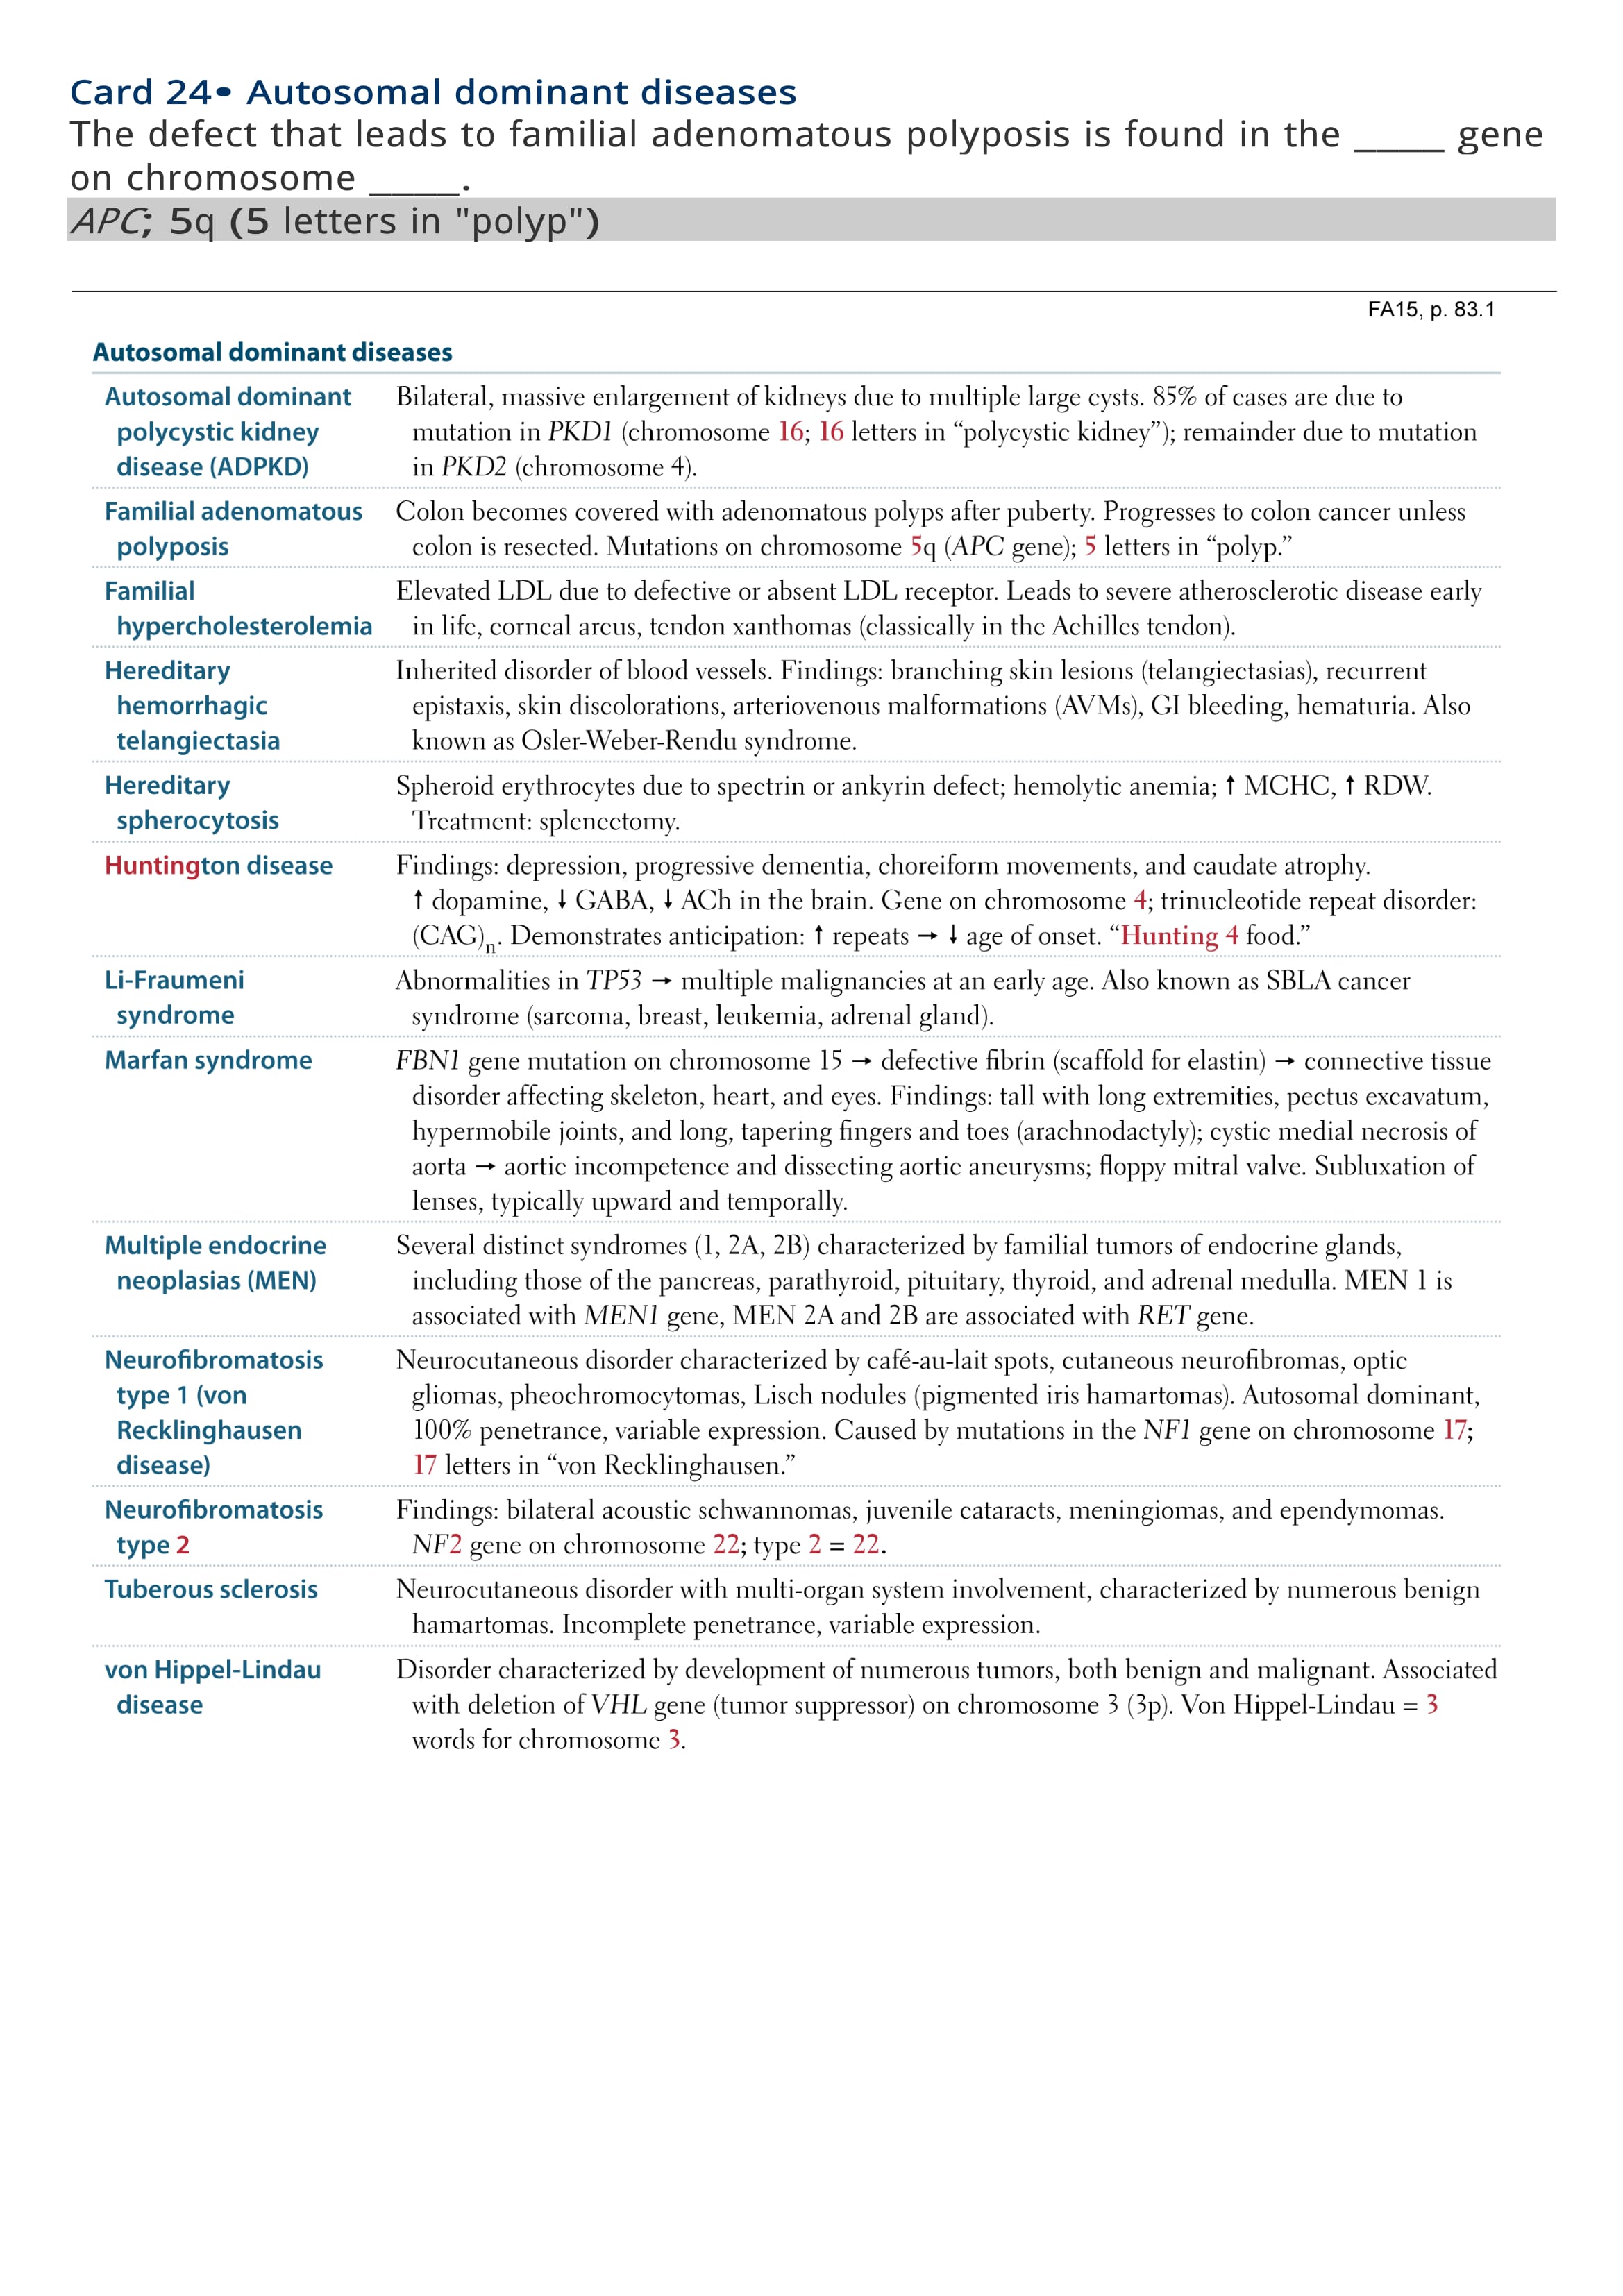 Card 24• Autosomal dominant diseases
The defect that leads to familial adenomatous polyposis is found in the ____ gene
on chromosome ____.
APC; 5q (5 letters in "polyp")
FA15, p. 83.1
Autosomal dominant diseases
Autosomal dominant
polycystic kidney
disease (ADPKD)
Bilateral, massive enlargement of kidneys due to multiple large cysts. 85% of cases are due to
mutation in PKD1 (chromosome 16; 16 letters in “polycystic kidney”); remainder due to mutation
in PKD2 (chromosome 4).
Familial adenomatous
polyposis
Colon becomes covered with adenomatous polyps after puberty. Progresses to colon cancer unless
colon is resected. Mutations on chromosome 5q (APC gene); 5 letters in “polyp.”
Familial
hypercholesterolemia
Elevated LDL due to defective or absent LDL receptor. Leads to severe atherosclerotic disease early
in life, corneal arcus, tendon xanthomas (classically in the Achilles tendon).
Hereditary
hemorrhagic
telangiectasia
Inherited disorder of blood vessels. Findings: branching skin lesions (telangiectasias), recurrent
epistaxis, skin discolorations, arteriovenous malformations (AVMs), GI bleeding, hematuria. Also
known as Osler-Weber-Rendu syndrome.
Hereditary
spherocytosis
Spheroid erythrocytes due to spectrin or ankyrin defect; hemolytic anemia; ↑ MCHC, ↑ RDW.
Treatment: splenectomy.
Huntington disease
Findings: depression, progressive dementia, choreiform movements, and caudate atrophy.
↑ dopamine, ↓ GABA, ↓ ACh in the brain. Gene on chromosome 4; trinucleotide repeat disorder:
(CAG)n. Demonstrates anticipation: ↑ repeats → ↓ age of onset. “Hunting 4 food.”
Li-Fraumeni
syndrome
Abnormalities in TP53 → multiple malignancies at an early age. Also known as SBLA cancer
syndrome (sarcoma, breast, leukemia, adrenal gland).
Marfan syndrome
FBN1 gene mutation on chromosome 15 → defective fibrin (scaffold for elastin) → connective tissue
disorder affecting skeleton, heart, and eyes. Findings: tall with long extremities, pectus excavatum,
hypermobile joints, and long, tapering fingers and toes (arachnodactyly); cystic medial necrosis of
aorta → aortic incompetence and dissecting aortic aneurysms; floppy mitral valve. Subluxation of
lenses, typically upward and temporally.
Multiple endocrine
neoplasias (MEN)
Several distinct syndromes (1, 2A, 2B) characterized by familial tumors of endocrine glands,
including those of the pancreas, parathyroid, pituitary, thyroid, and adrenal medulla. MEN 1 is
associated with MEN1 gene, MEN 2A and 2B are associated with RET gene.
Neurofibromatosis
type 1 (von
Recklinghausen
disease)
Neurocutaneous disorder characterized by café-au-lait spots, cutaneous neurofibromas, optic
gliomas, pheochromocytomas, Lisch nodules (pigmented iris hamartomas). Autosomal dominant,
100% penetrance, variable expression. Caused by mutations in the NF1 gene on chromosome 17;
17 letters in “von Recklinghausen.”
Neurofibromatosis
type 2
Findings: bilateral acoustic schwannomas, juvenile cataracts, meningiomas, and ependymomas.
NF2 gene on chromosome 22; type 2 = 22.
Tuberous sclerosis
Neurocutaneous disorder with multi-organ system involvement, characterized by numerous benign
hamartomas. Incomplete penetrance, variable expression.
von Hippel-Lindau
disease
Disorder characterized by development of numerous tumors, both benign and malignant. Associated
with deletion of VHL gene (tumor suppressor) on chromosome 3 (3p). Von Hippel-Lindau = 3
words for chromosome 3.